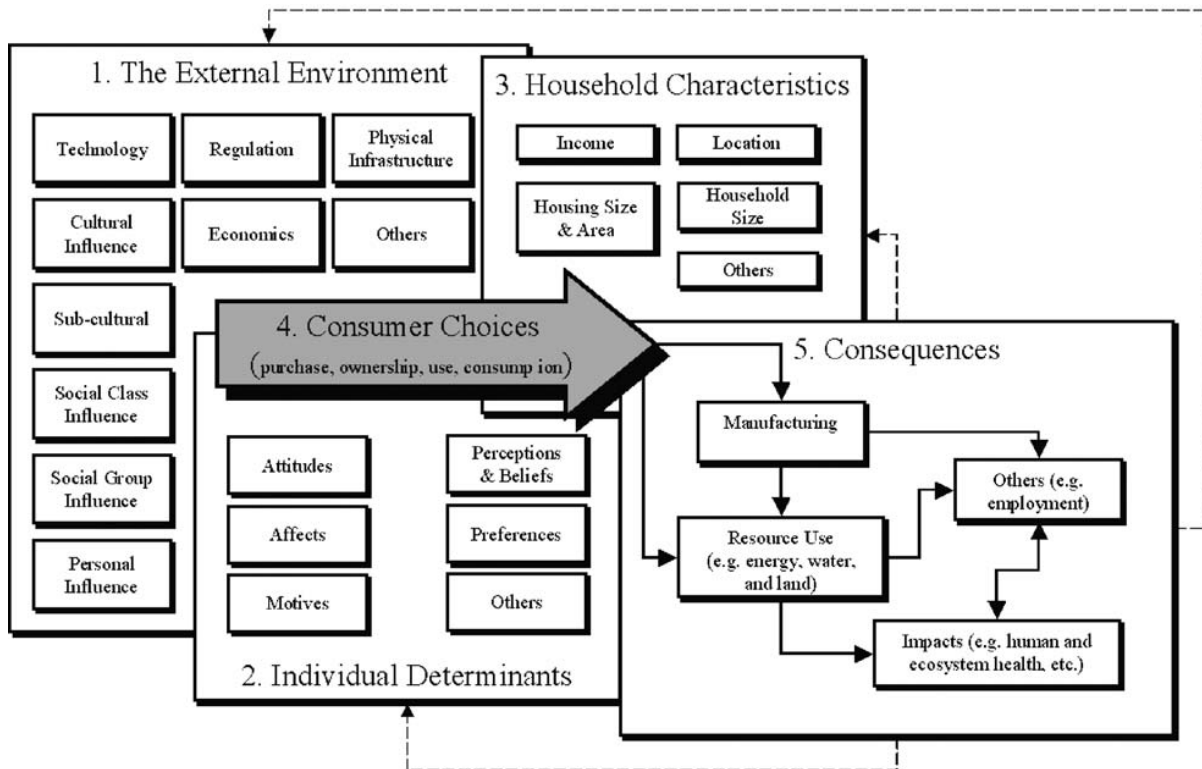 1. The External Environment
Technology
Regulation
Physical
Infrastructure
Cultural
Influence
Economics
Others
Sub-cultural
Social Class
Influence
Social Group
Influence
Personal
Influence
3. Household Characteristics
Income
Location
Housing Size
& Area
Household
Size
Others
4. Consumer Choices
(purchase, ownership, use, consump ion)
Attitudes
Perceptions
& Beliefs
Affects
Preferences
Motives
Others
2. Individual Determinants
5. Consequences
Manufacturing
Others (e.g.
employment)
Resource Use
(e.g. energy, water,
and land)
Impacts (e.g. human and
ecosystem health, etc.)